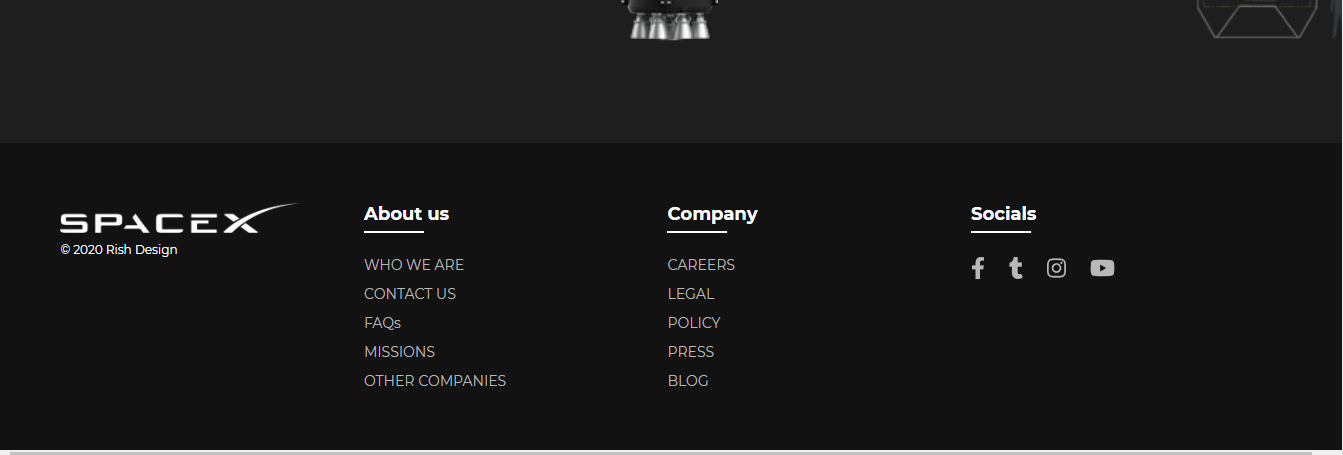 SPACEX
© 2020 Rish Design
About us
WHO WE ARE
CONTACT US
FAQs
MISSIONS
OTHER COMPANIES
Company
CAREERS
LEGAL
POLICY
PRESS
BLOG
Socials